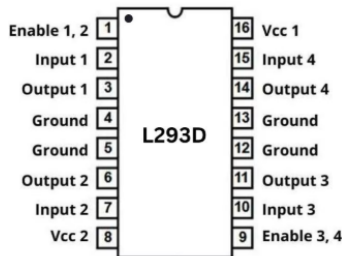 Enable 1, 2 1 16 Vcc 1
Input 1 2 15 Input 4
Output 1 3 14 Output 4
Ground 4 13 Ground
L293D
Ground 5 12 Ground
Output 2 6 11 Output 3
Input 2 7 10 Input 3
Vcc 2 8 9 Enable 3, 4